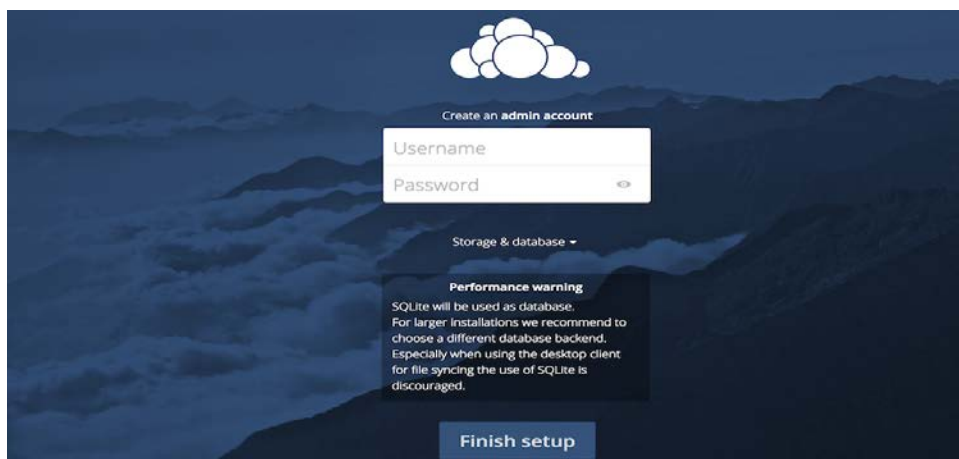 Create an admin account
Username
Password
Storage & database
Performance warning
SQLite will be used as database.
For larger installations we recommend to
choose a different database backend.
Especially when using the desktop client
for file syncing the use of SQLite is
discouraged.
Finish setup